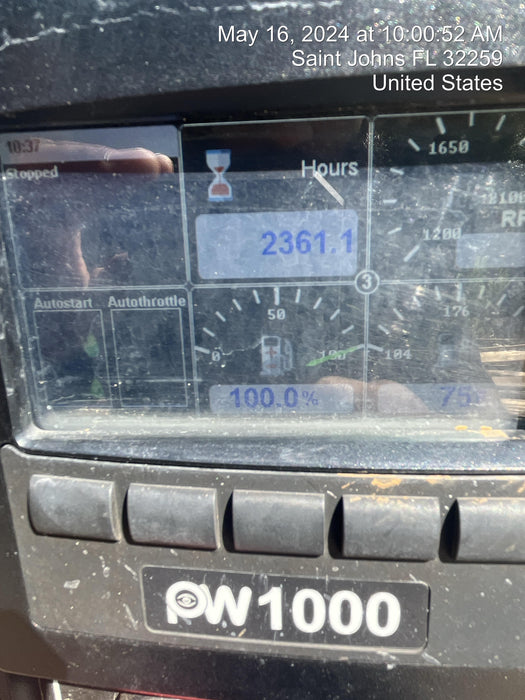 May 16, 2024 at 10:00:52 AM
Saint Johns FL 32259
United States
10:37
Stopped
Hours
2361.1
1650
1200
3
Autostart Autothrottle
50
0
100
100.0%
176
104
75
PW1000